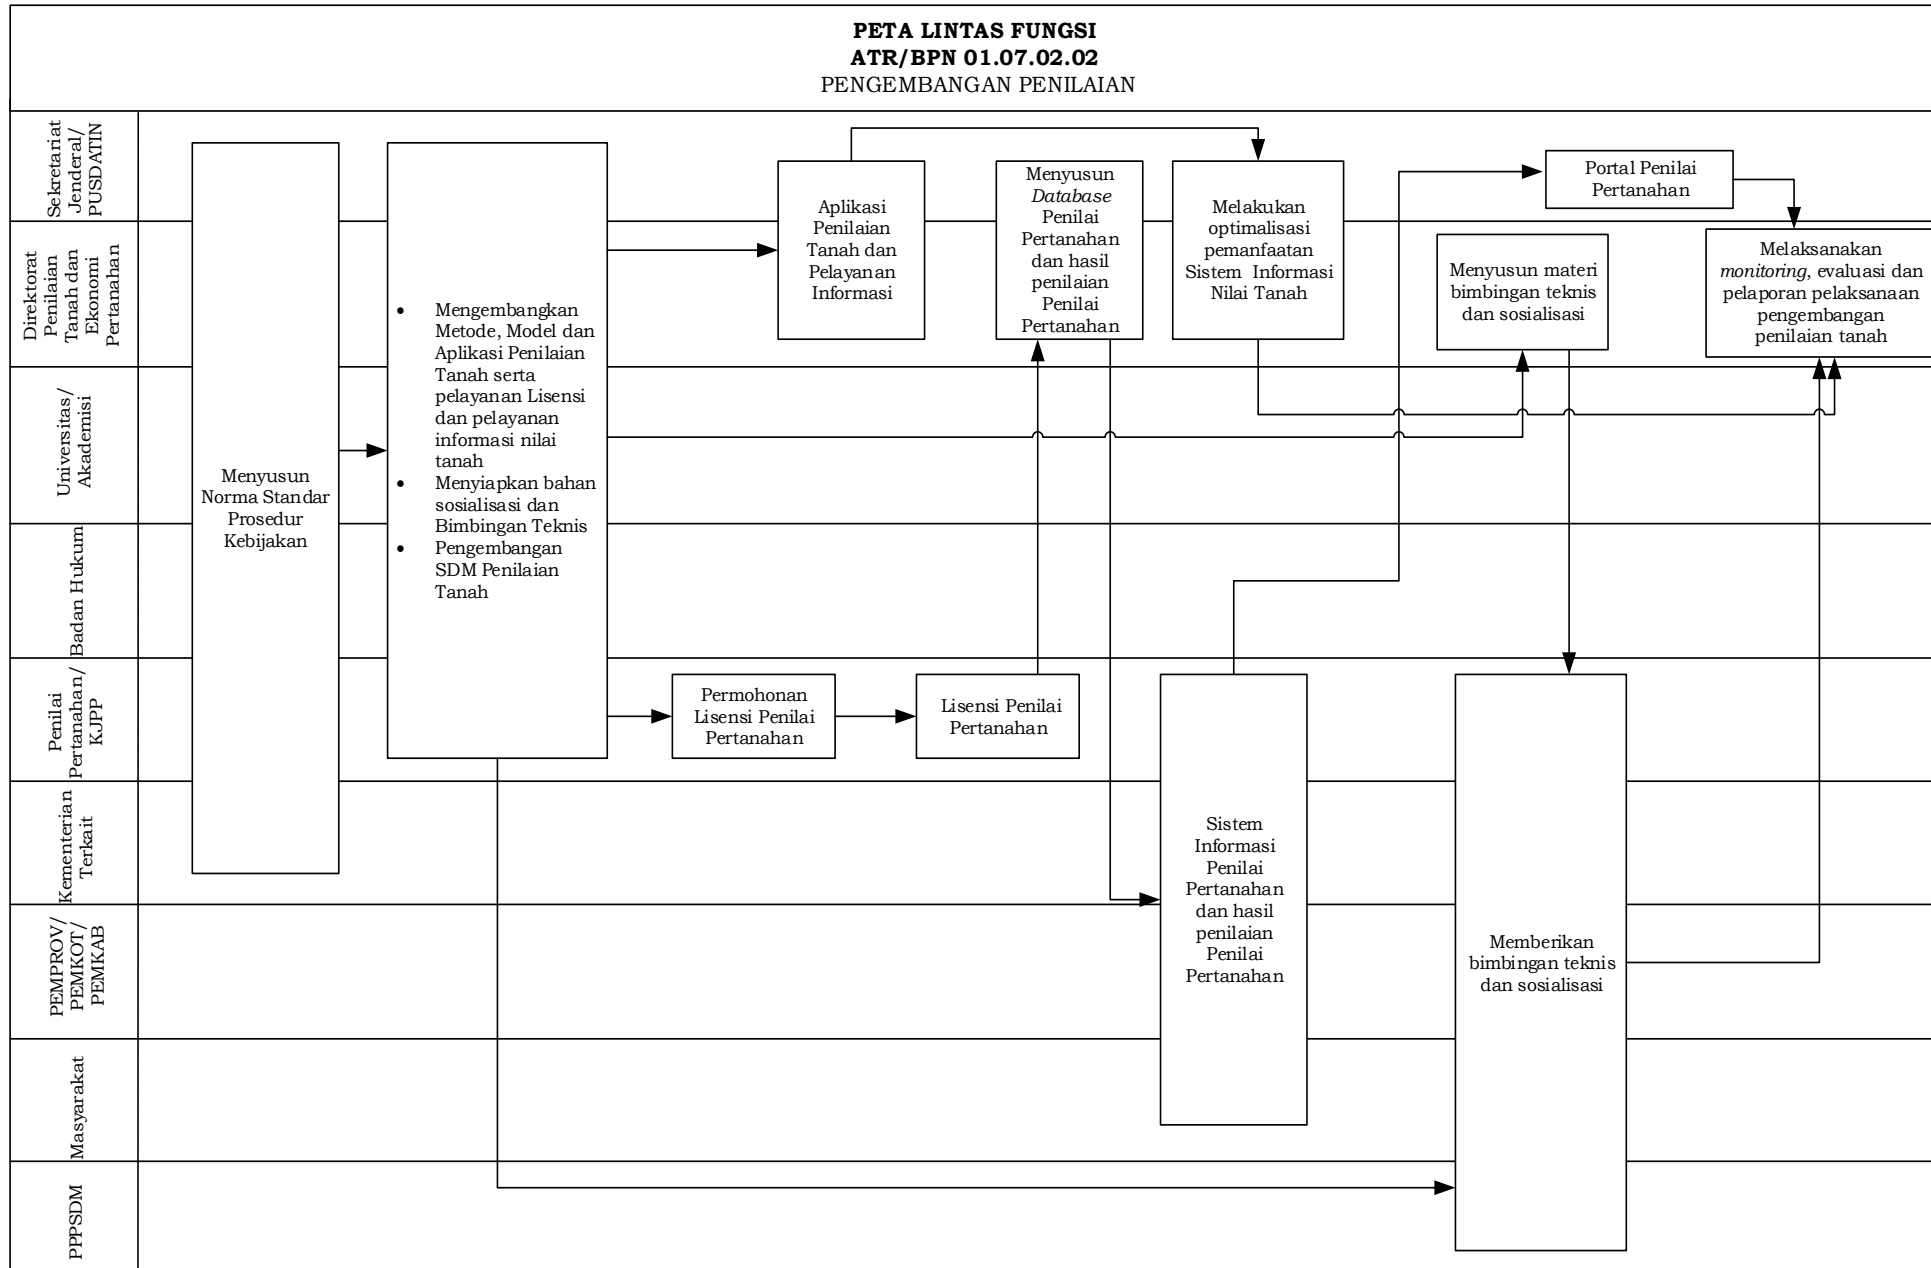 PETA LINTAS FUNGSI
ATR/BPN 01.07.02.02
PENGEMBANGAN PENILAIAN
Sekretariat
Jenderal/
PUSDATIN
Direktorat
Penilaian
Tanah dan
Ekonomi
Pertanahan
Universitas/
Akademisi
Badan Hukum
Penilai
Pertanahan/
KJPP
Kementerian
Terkait
PEMPROV/
PEMKOT/
PEMKAB
Masyarakat
PPPSDM
Menyusun
Norma Standar
Prosedur
Kebijakan
• Mengembangkan
Metode, Model dan
Aplikasi Penilaian
Tanah serta
pelayanan Lisensi
dan pelayanan
informasi nilai
tanah
• Menyiapkan bahan
sosialisasi dan
Bimbingan Teknis
• Pengembangan
SDM Penilaian
Tanah
Aplikasi
Penilaian
Tanah dan
Pelayanan
Informasi
Permohonan
Lisensi Penilai
Pertanahan
Lisensi Penilai
Pertanahan
Menyusun
Database
Penilai
Pertanahan
dan hasil
penilaian
Penilai
Pertanahan
Melakukan
optimalisasi
pemanfaatan
Sistem Informasi
Nilai Tanah
Sistem
Informasi
Penilai
Pertanahan
dan hasil
penilaian
Penilai
Pertanahan
Portal Penilai
Pertanahan
Menyusun materi
bimbingan teknis
dan sosialisasi
Memberikan
bimbingan teknis
dan sosialisasi
Melaksanakan
monitoring, evaluasi dan
pelaporan pelaksanaan
pengembangan
penilaian tanah